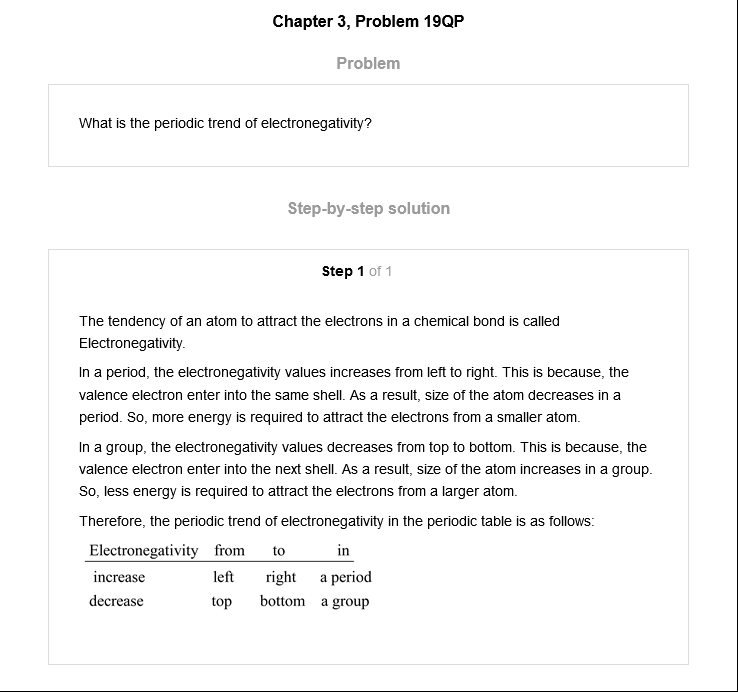 Chapter 3, Problem 19QP
Problem
What is the periodic trend of electronegativity?
Step-by-step solution
Step 1 of 1
The tendency of an atom to attract the electrons in a chemical bond is called
Electronegativity.
In a period, the electronegativity values increases from left to right. This is because, the
valence electron enter into the same shell. As a result, size of the atom decreases in a
period. So, more energy is required to attract the electrons from a smaller atom.
In a group, the electronegativity values decreases from top to bottom. This is because, the
valence electron enter into the next shell. As a result, size of the atom increases in a group.
So, less energy is required to attract the electrons from a larger atom.
Therefore, the periodic trend of electronegativity in the periodic table is as follows:
Electronegativity from to in
increase left right a period
decrease top bottom a group